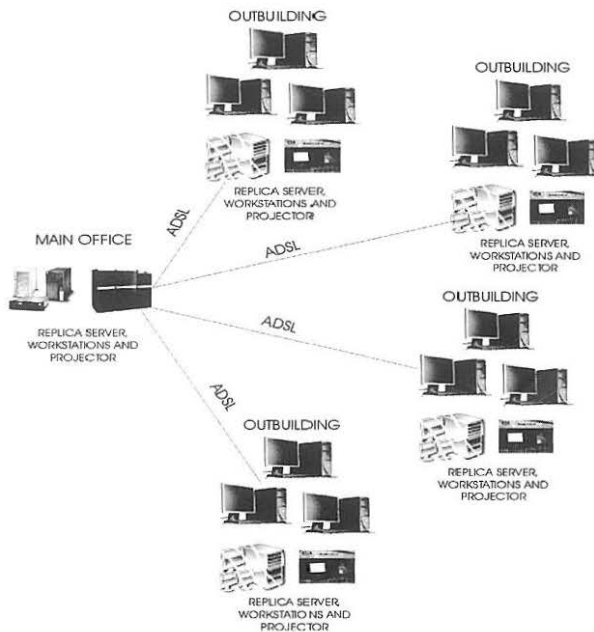 OUTBUILDING
REPLICA SERVER,
WORKSTATIONS AND
PROJECTOR
OUTBUILDING
REPLICA SERVER,
WORKSTATIONS AND
PROJECTOR
MAIN OFFICE
REPLICA SERVER,
WORKSTATIONS AND
PROJECTOR
ADSL
ADSL
ADSL
ADSL
OUTBUILDING
REPLICA SERVER,
WORKSTATIONS AND
PROJECTOR
OUTBUILDING
REPLICA SERVER,
WORKSTATIONS AND
PROJECTOR